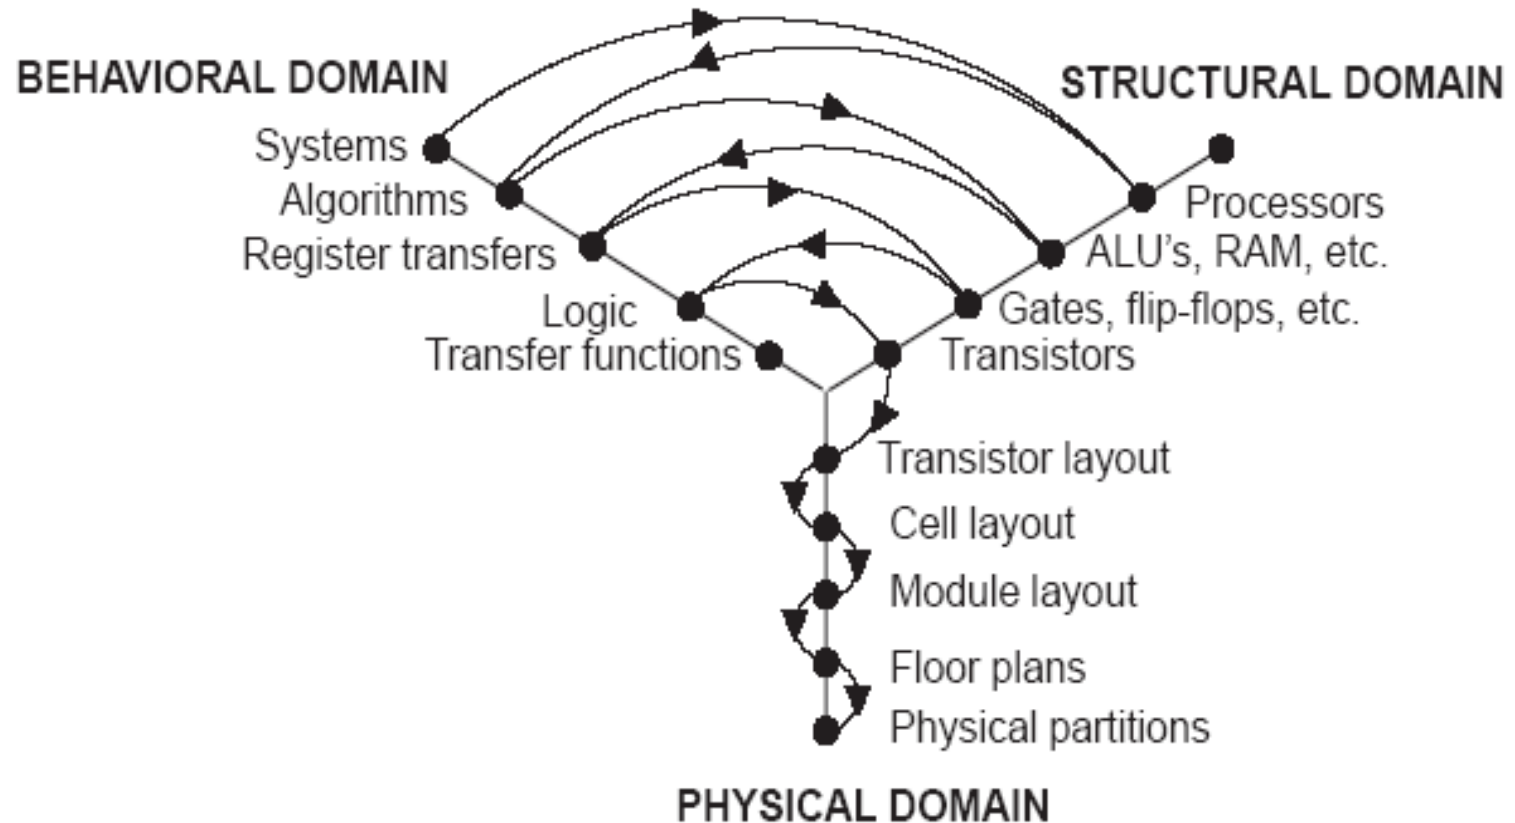 BEHAVIORAL DOMAIN
STRUCTURAL DOMAIN
Systems
Algorithms
Register transfers
Logic
Transfer functions
Processors
ALU's, RAM, etc.
Gates, flip-flops, etc.
Transistors
Transistor layout
Cell layout
Module layout
Floor plans
Physical partitions
PHYSICAL DOMAIN